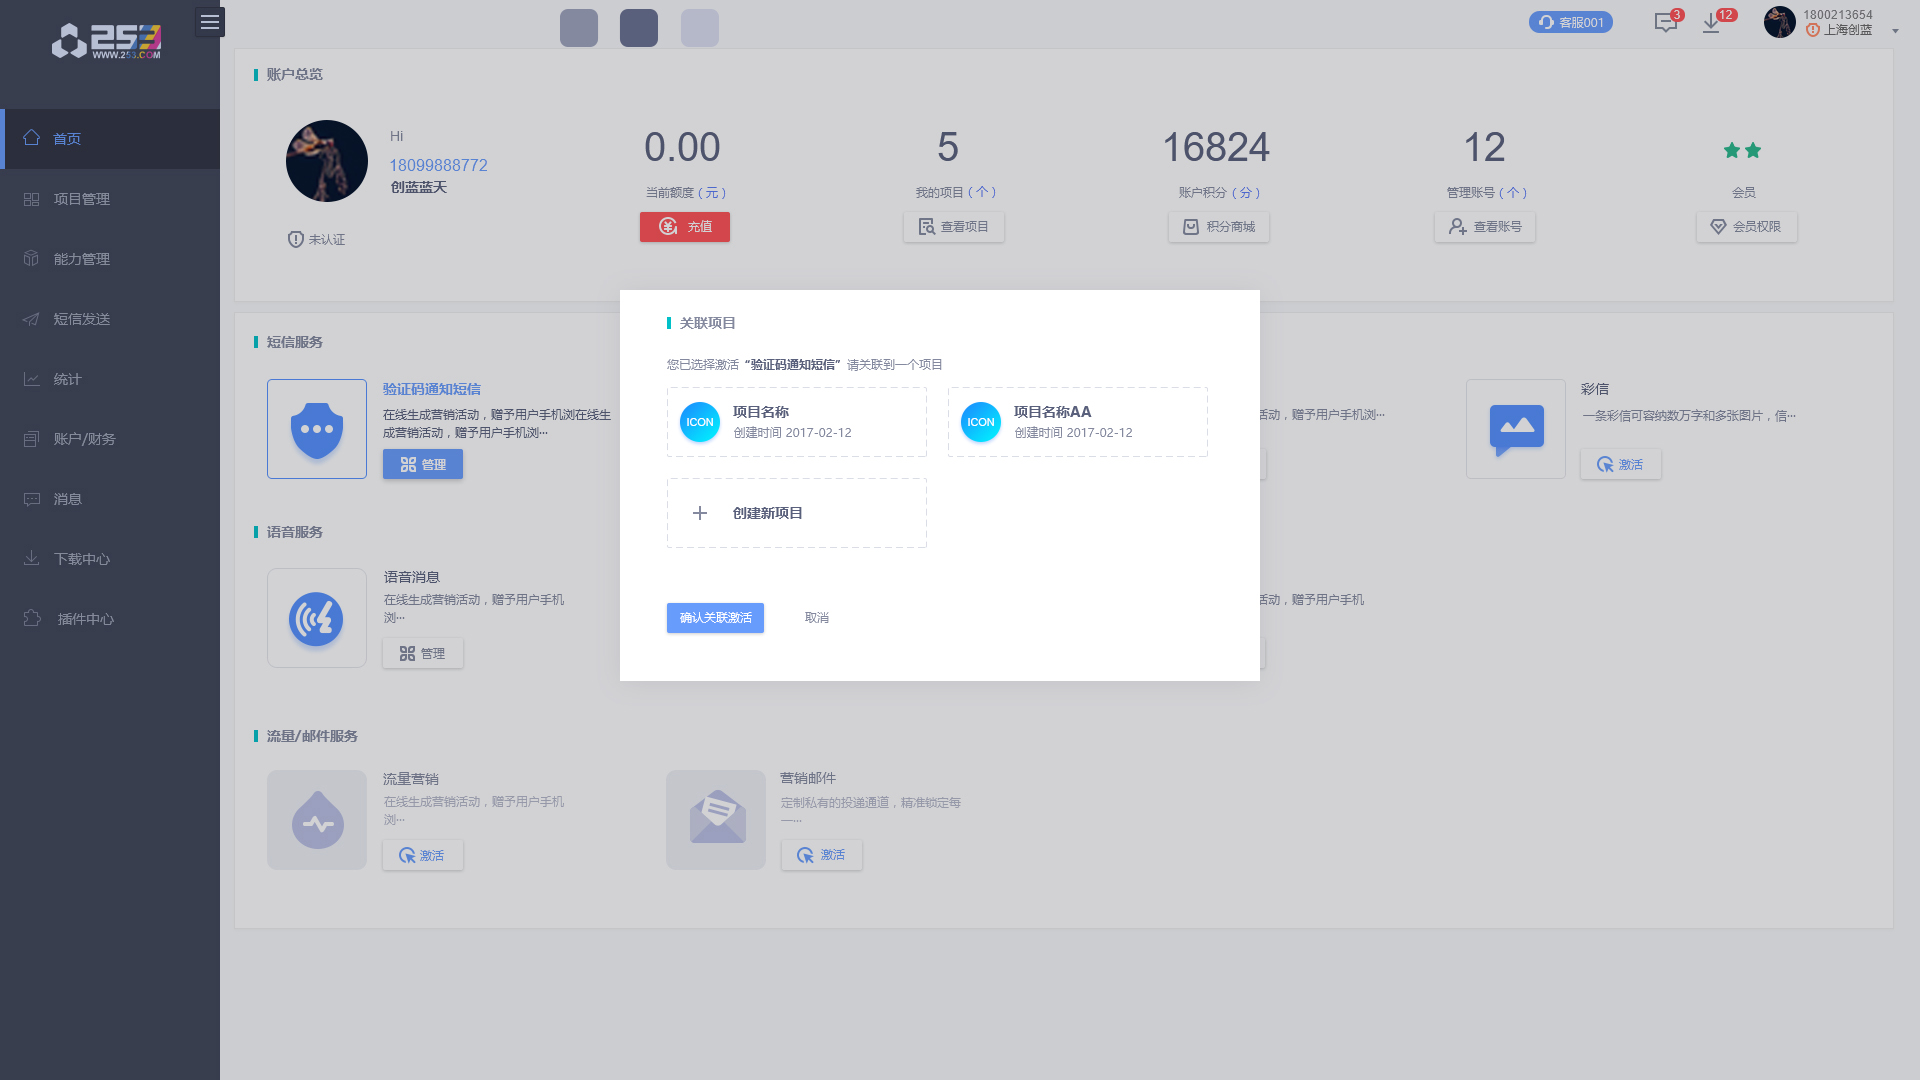 253
WWW.253.COM
首页
项目管理
能力管理
短信发送
统计
账户/财务
消息
下载中心
插件中心
客服001
3
12
1800213654
上海创蓝
账户总览
Hi
18099888772
创蓝蓝天
未认证
0.00
当前额度（元）
充值
5
我的项目（个）
查看项目
16824
账户积分（分）
积分商城
12
管理账号（个）
查看账号
会员
会员权限
短信服务
验证码通知短信
在线生成营销活动，赠予用户手机浏在线生
成营销活动，赠予用户手机浏···
管理
活动，赠予用户手机浏···
彩信
一条彩信可容纳数万字和多张图片，信···
激活
关联项目
您已选择激活“验证码通知短信”请关联到一个项目
ICON
项目名称
创建时间 2017-02-12
ICON
项目名称AA
创建时间 2017-02-12
创建新项目
确认关联激活
取消
语音服务
语音消息
在线生成营销活动，赠予用户手机
浏···
管理
活动，赠予用户手机
流量/邮件服务
流量营销
在线生成营销活动，赠予用户手机
浏···
激活
营销邮件
定制私有的投递通道，精准锁定每
一···
激活